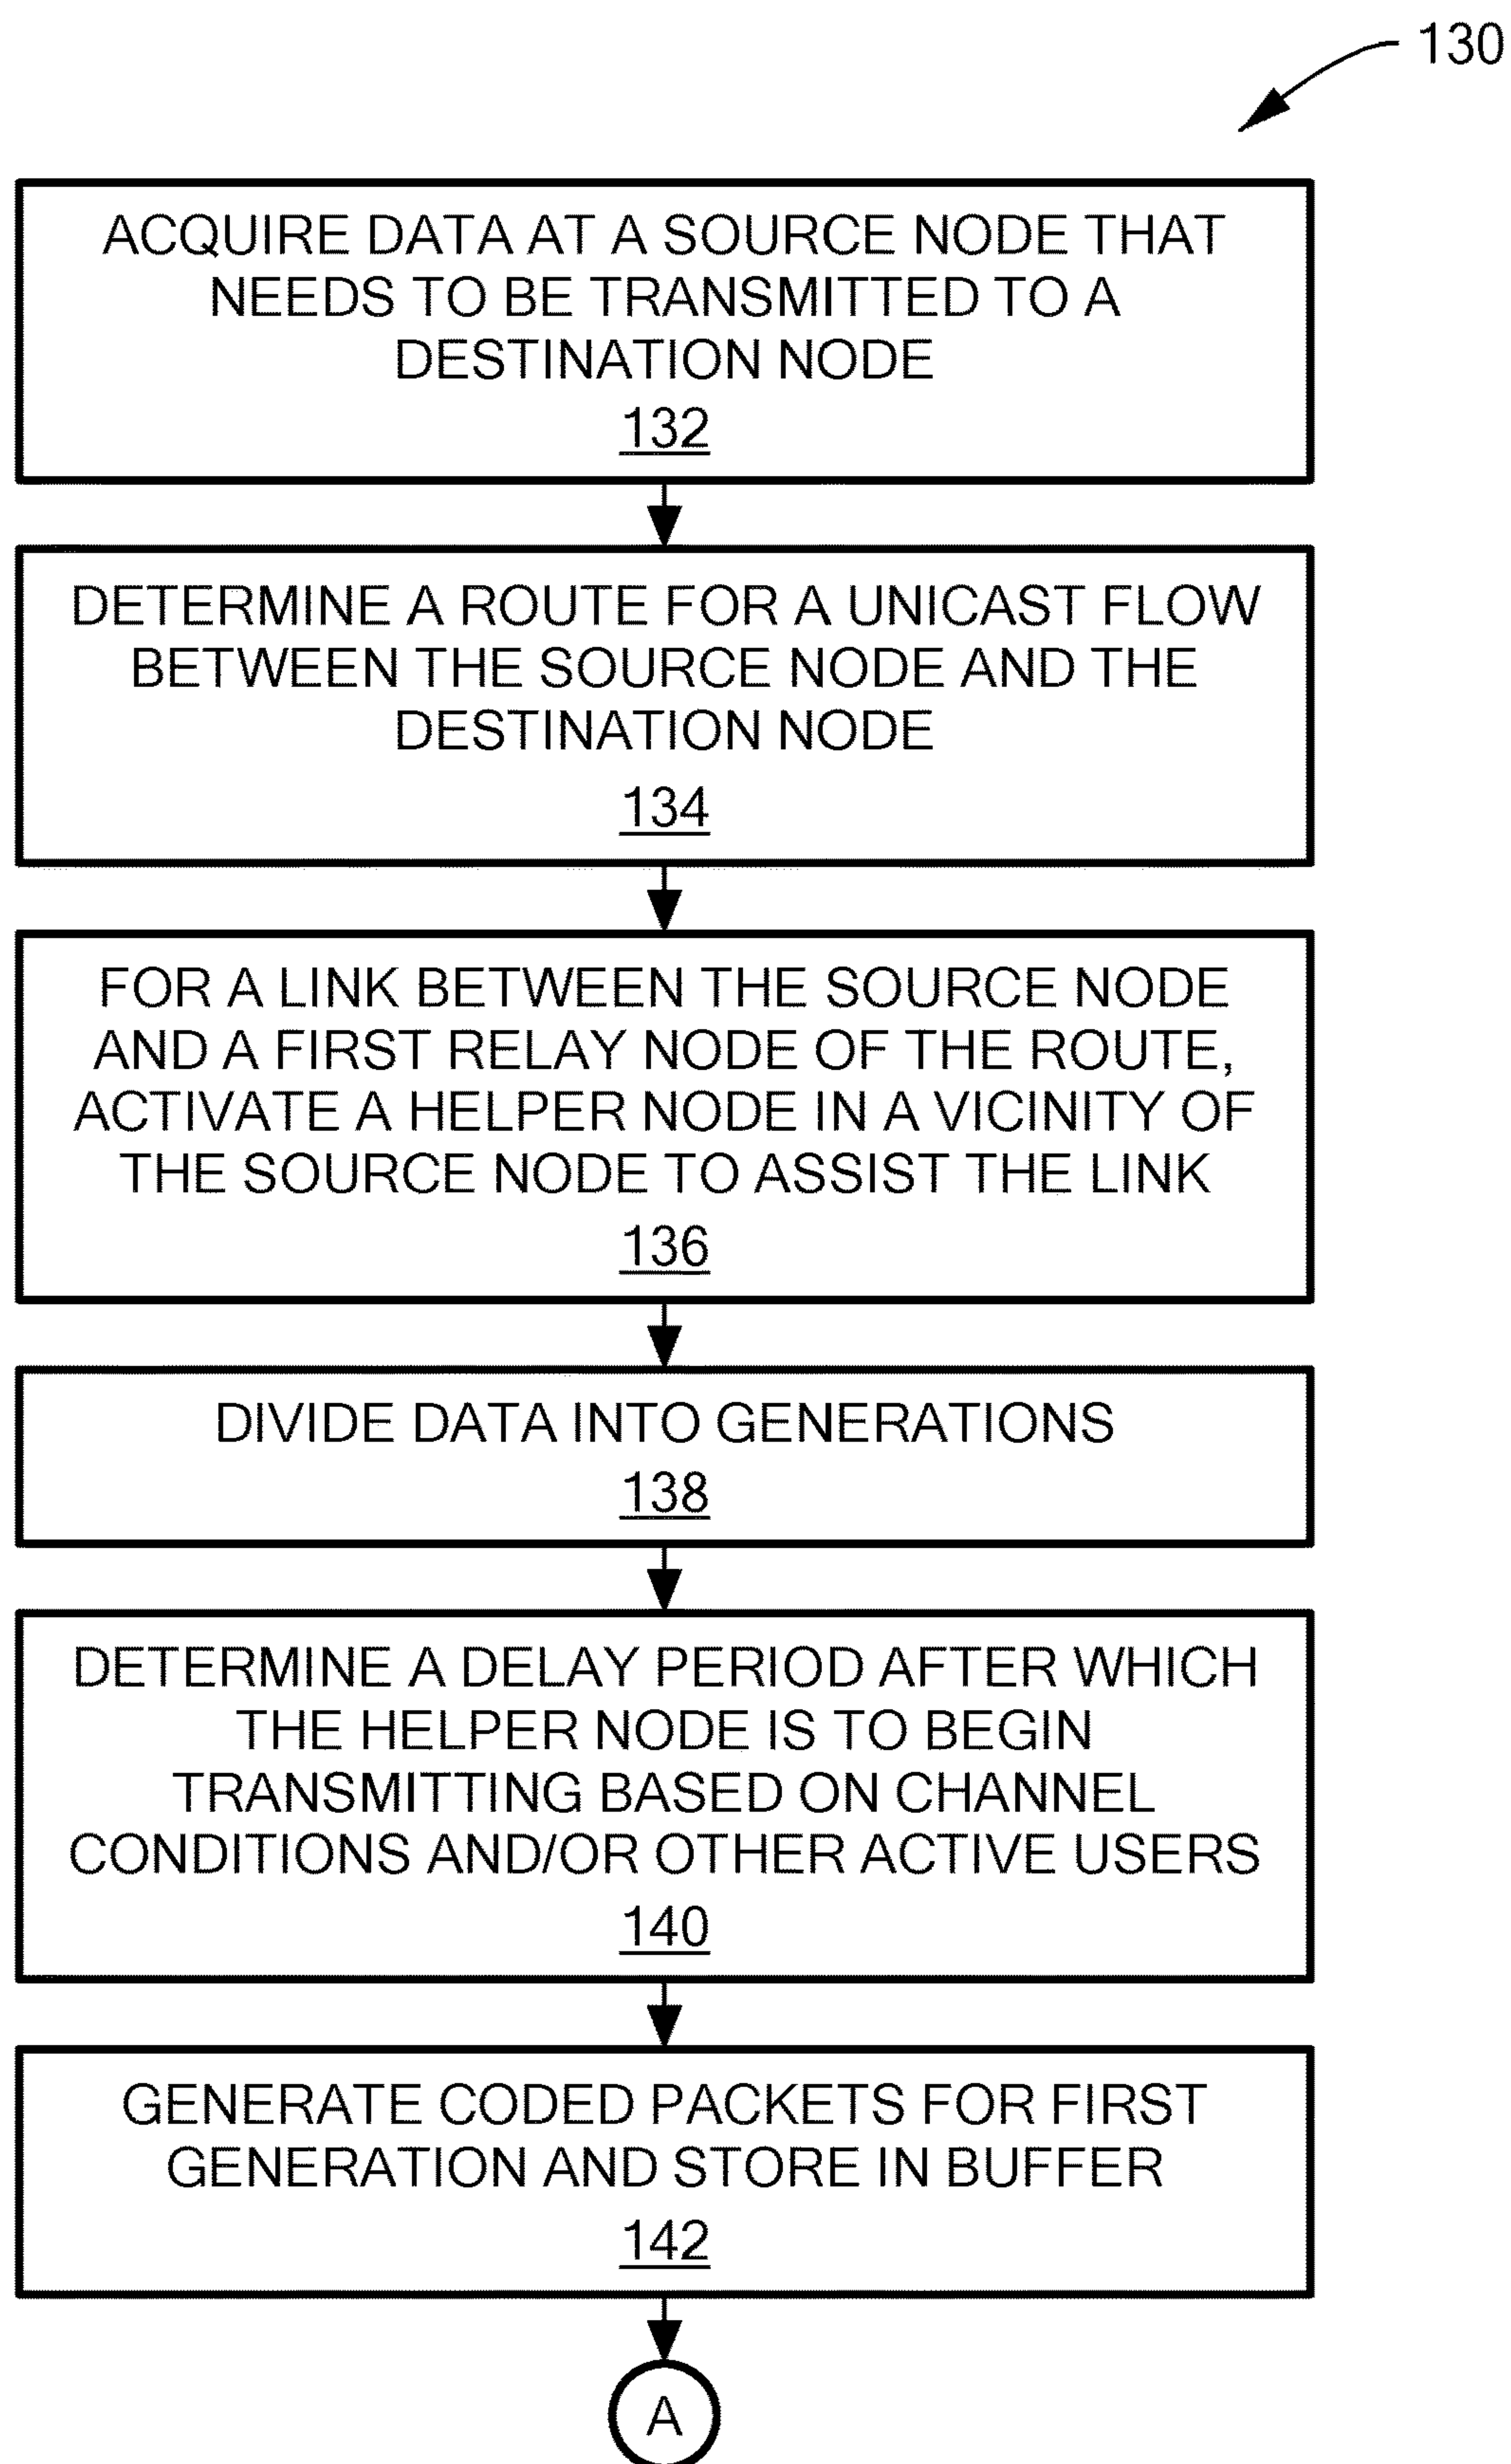 130
ACQUIRE DATA AT A SOURCE NODE THAT
NEEDS TO BE TRANSMITTED TO A
DESTINATION NODE
132
DETERMINE A ROUTE FOR A UNICAST FLOW
BETWEEN THE SOURCE NODE AND THE
DESTINATION NODE
134
FOR A LINK BETWEEN THE SOURCE NODE
AND A FIRST RELAY NODE OF THE ROUTE,
ACTIVATE A HELPER NODE IN A VICINITY OF
THE SOURCE NODE TO ASSIST THE LINK
136
DIVIDE DATA INTO GENERATIONS
138
DETERMINE A DELAY PERIOD AFTER WHICH
THE HELPER NODE IS TO BEGIN
TRANSMITTING BASED ON CHANNEL
CONDITIONS AND/OR OTHER ACTIVE USERS
140
GENERATE CODED PACKETS FOR FIRST
GENERATION AND STORE IN BUFFER
142
A